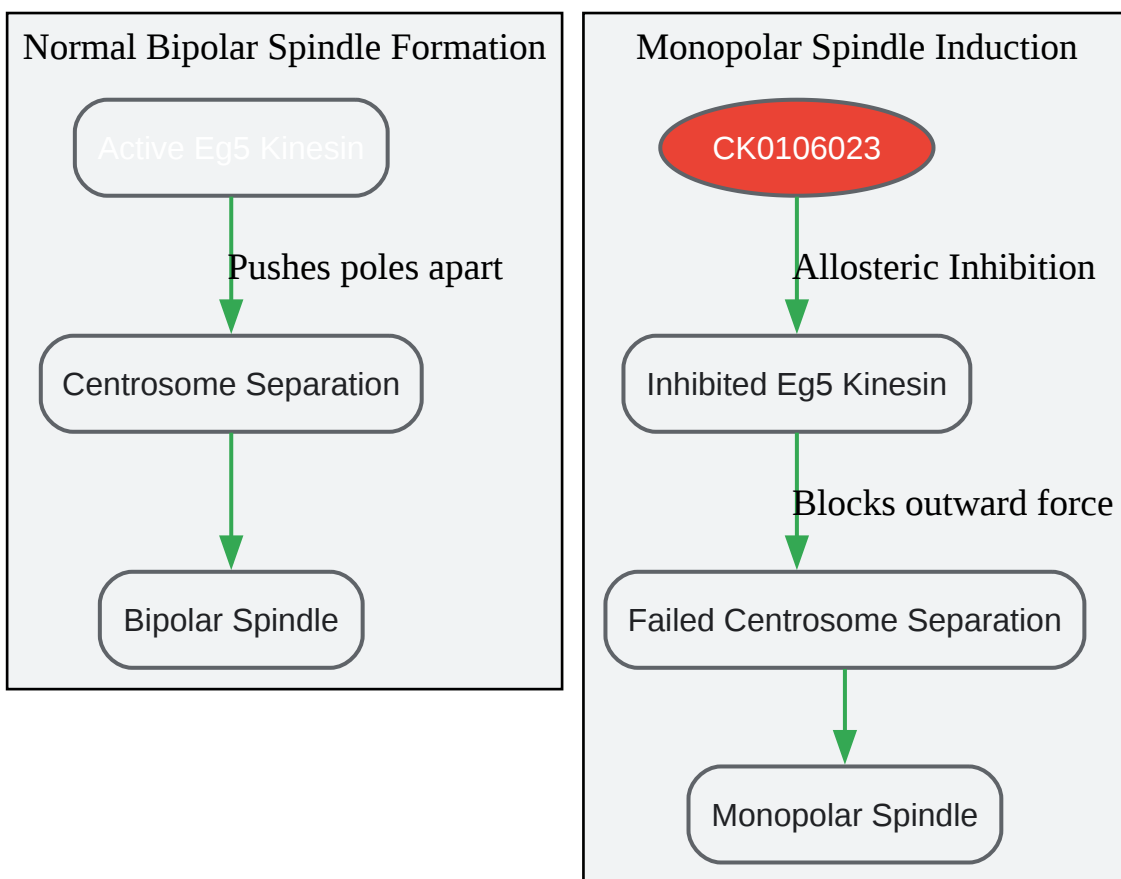 Normal Bipolar Spindle Formation
Active Eg5 Kinesin
Pushes poles apart
Centrosome Separation
Bipolar Spindle
Monopolar Spindle Induction
CK0106023
Allosteric Inhibition
Inhibited Eg5 Kinesin
Blocks outward force
Failed Centrosome Separation
Monopolar Spindle